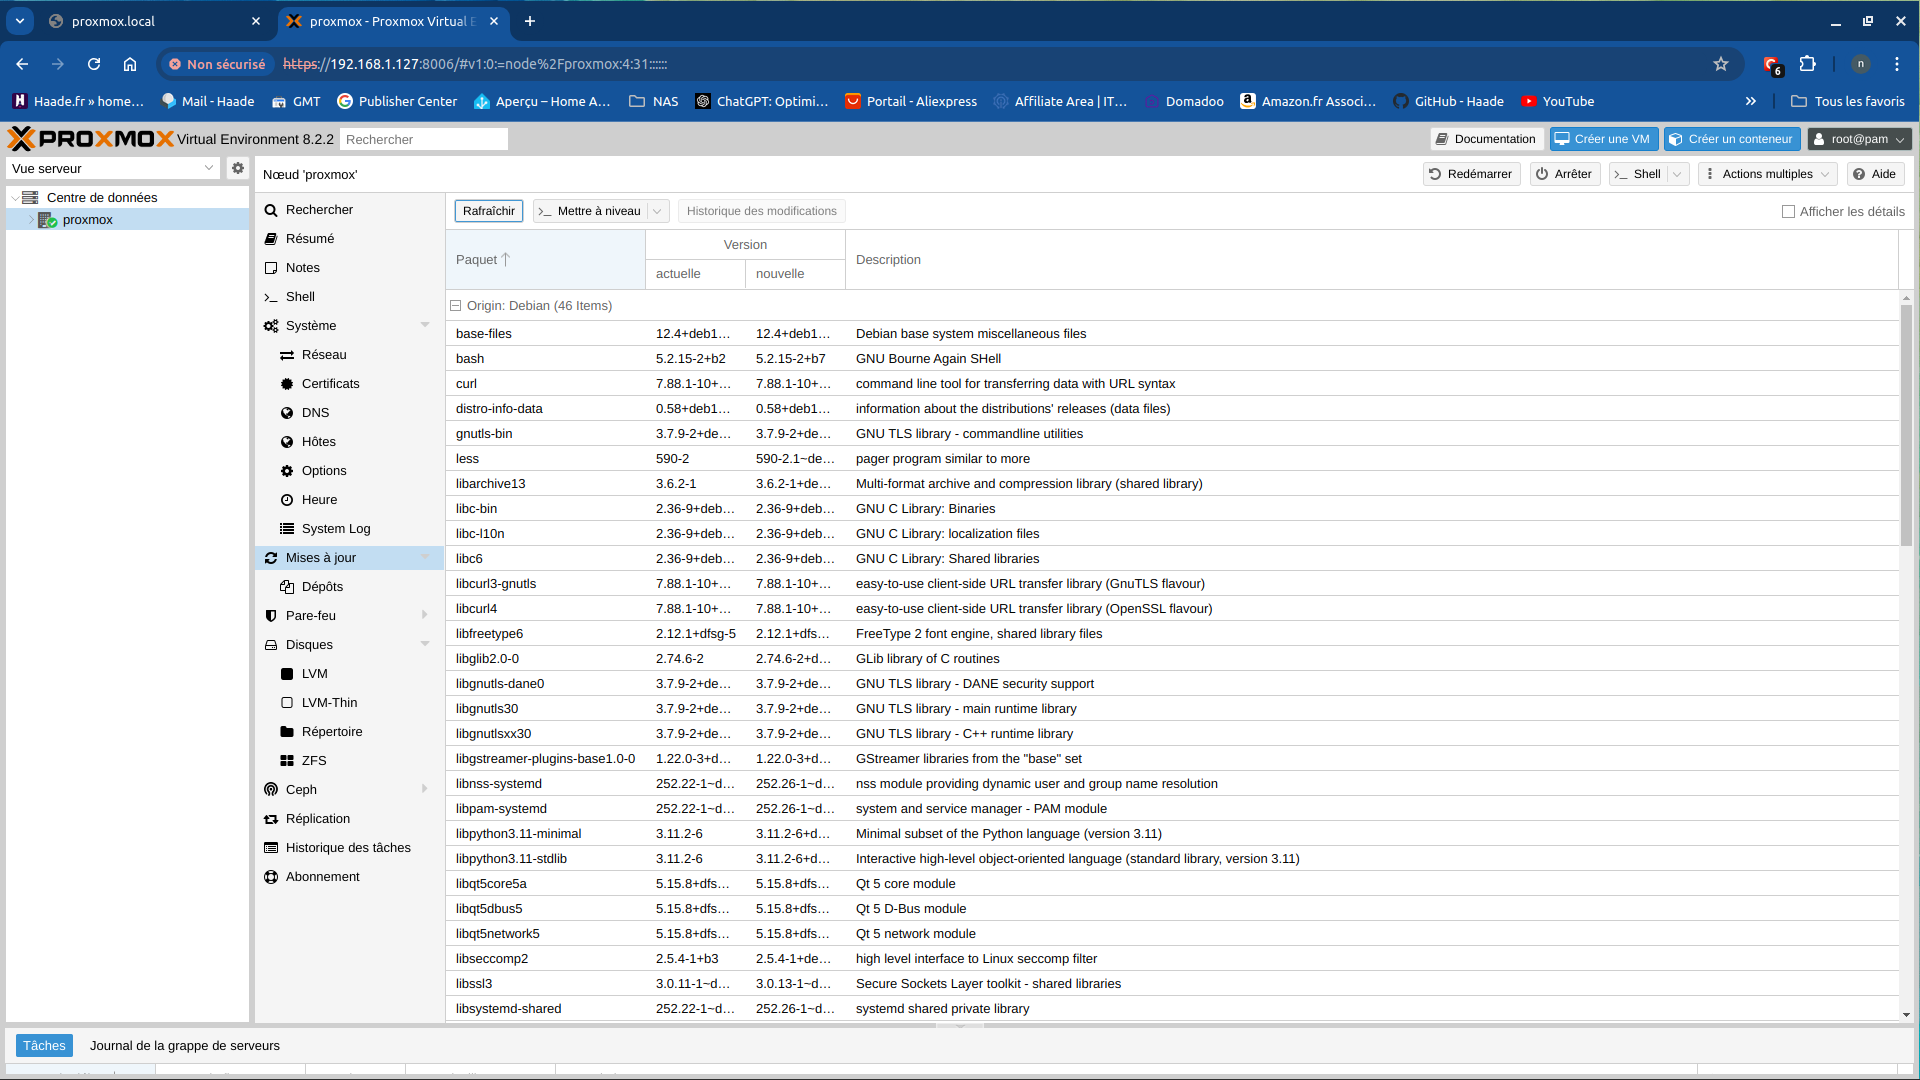 proxmox.local
proxmox - Proxmox Virtual E
Non sécurisé https://192.168.1.127:8006/#v1:0:=node%2Fproxmox:4:31::::::
6
n
Haade.fr » home… Mail - Haade GMT Publisher Center Aperçu – Home A… NAS ChatGPT: Optimi… Portail - Aliexpress Affiliate Area | IT… Domadoo Amazon.fr Associ… GitHub - Haade YouTube Tous les favoris
PROXMOX Virtual Environment 8.2.2 Rechercher Documentation Créer une VM Créer un conteneur root@pam
Vue serveur
Centre de données
proxmox
Nœud 'proxmox' Redémarrer Arrêter Shell Actions multiples Aide
Rechercher
Résumé
Notes
Shell
Système
Réseau
Certificats
DNS
Hôtes
Options
Heure
System Log
Mises à jour
Dépôts
Pare-feu
Disques
LVM
LVM-Thin
Répertoire
ZFS
Ceph
Réplication
Historique des tâches
Abonnement
Rafraîchir Mettre à niveau Historique des modifications Afficher les détails
Paquet Version Description
actuelle nouvelle
Origin: Debian (46 Items)
base-files 12.4+deb1… 12.4+deb1… Debian base system miscellaneous files
bash 5.2.15-2+b2 5.2.15-2+b7 GNU Bourne Again SHell
curl 7.88.1-10+… 7.88.1-10+… command line tool for transferring data with URL syntax
distro-info-data 0.58+deb1… 0.58+deb1… information about the distributions' releases (data files)
gnutls-bin 3.7.9-2+de… 3.7.9-2+de… GNU TLS library - commandline utilities
less 590-2 590-2.1~de… pager program similar to more
libarchive13 3.6.2-1 3.6.2-1+de… Multi-format archive and compression library (shared library)
libc-bin 2.36-9+deb… 2.36-9+deb… GNU C Library: Binaries
libc-l10n 2.36-9+deb… 2.36-9+deb… GNU C Library: localization files
libc6 2.36-9+deb… 2.36-9+deb… GNU C Library: Shared libraries
libcurl3-gnutls 7.88.1-10+… 7.88.1-10+… easy-to-use client-side URL transfer library (GnuTLS flavour)
libcurl4 7.88.1-10+… 7.88.1-10+… easy-to-use client-side URL transfer library (OpenSSL flavour)
libfreetype6 2.12.1+dfsg-5 2.12.1+dfs… FreeType 2 font engine, shared library files
libglib2.0-0 2.74.6-2 2.74.6-2+d… GLib library of C routines
libgnutls-dane0 3.7.9-2+de… 3.7.9-2+de… GNU TLS library - DANE security support
libgnutls30 3.7.9-2+de… 3.7.9-2+de… GNU TLS library - main runtime library
libgnutlsxx30 3.7.9-2+de… 3.7.9-2+de… GNU TLS library - C++ runtime library
libgstreamer-plugins-base1.0-0 1.22.0-3+d… 1.22.0-3+d… GStreamer libraries from the "base" set
libnss-systemd 252.22-1~d… 252.26-1~d… nss module providing dynamic user and group name resolution
libpam-systemd 252.22-1~d… 252.26-1~d… system and service manager - PAM module
libpython3.11-minimal 3.11.2-6 3.11.2-6+d… Minimal subset of the Python language (version 3.11)
libpython3.11-stdlib 3.11.2-6 3.11.2-6+d… Interactive high-level object-oriented language (standard library, version 3.11)
libqt5core5a 5.15.8+dfs… 5.15.8+dfs… Qt 5 core module
libqt5dbus5 5.15.8+dfs… 5.15.8+dfs… Qt 5 D-Bus module
libqt5network5 5.15.8+dfs… 5.15.8+dfs… Qt 5 network module
libseccomp2 2.5.4-1+b3 2.5.4-1+de… high level interface to Linux seccomp filter
libssl3 3.0.11-1~d… 3.0.13-1~d… Secure Sockets Layer toolkit - shared libraries
libsystemd-shared 252.22-1~d… 252.26-1~d… systemd shared private library
Tâches Journal de la grappe de serveurs